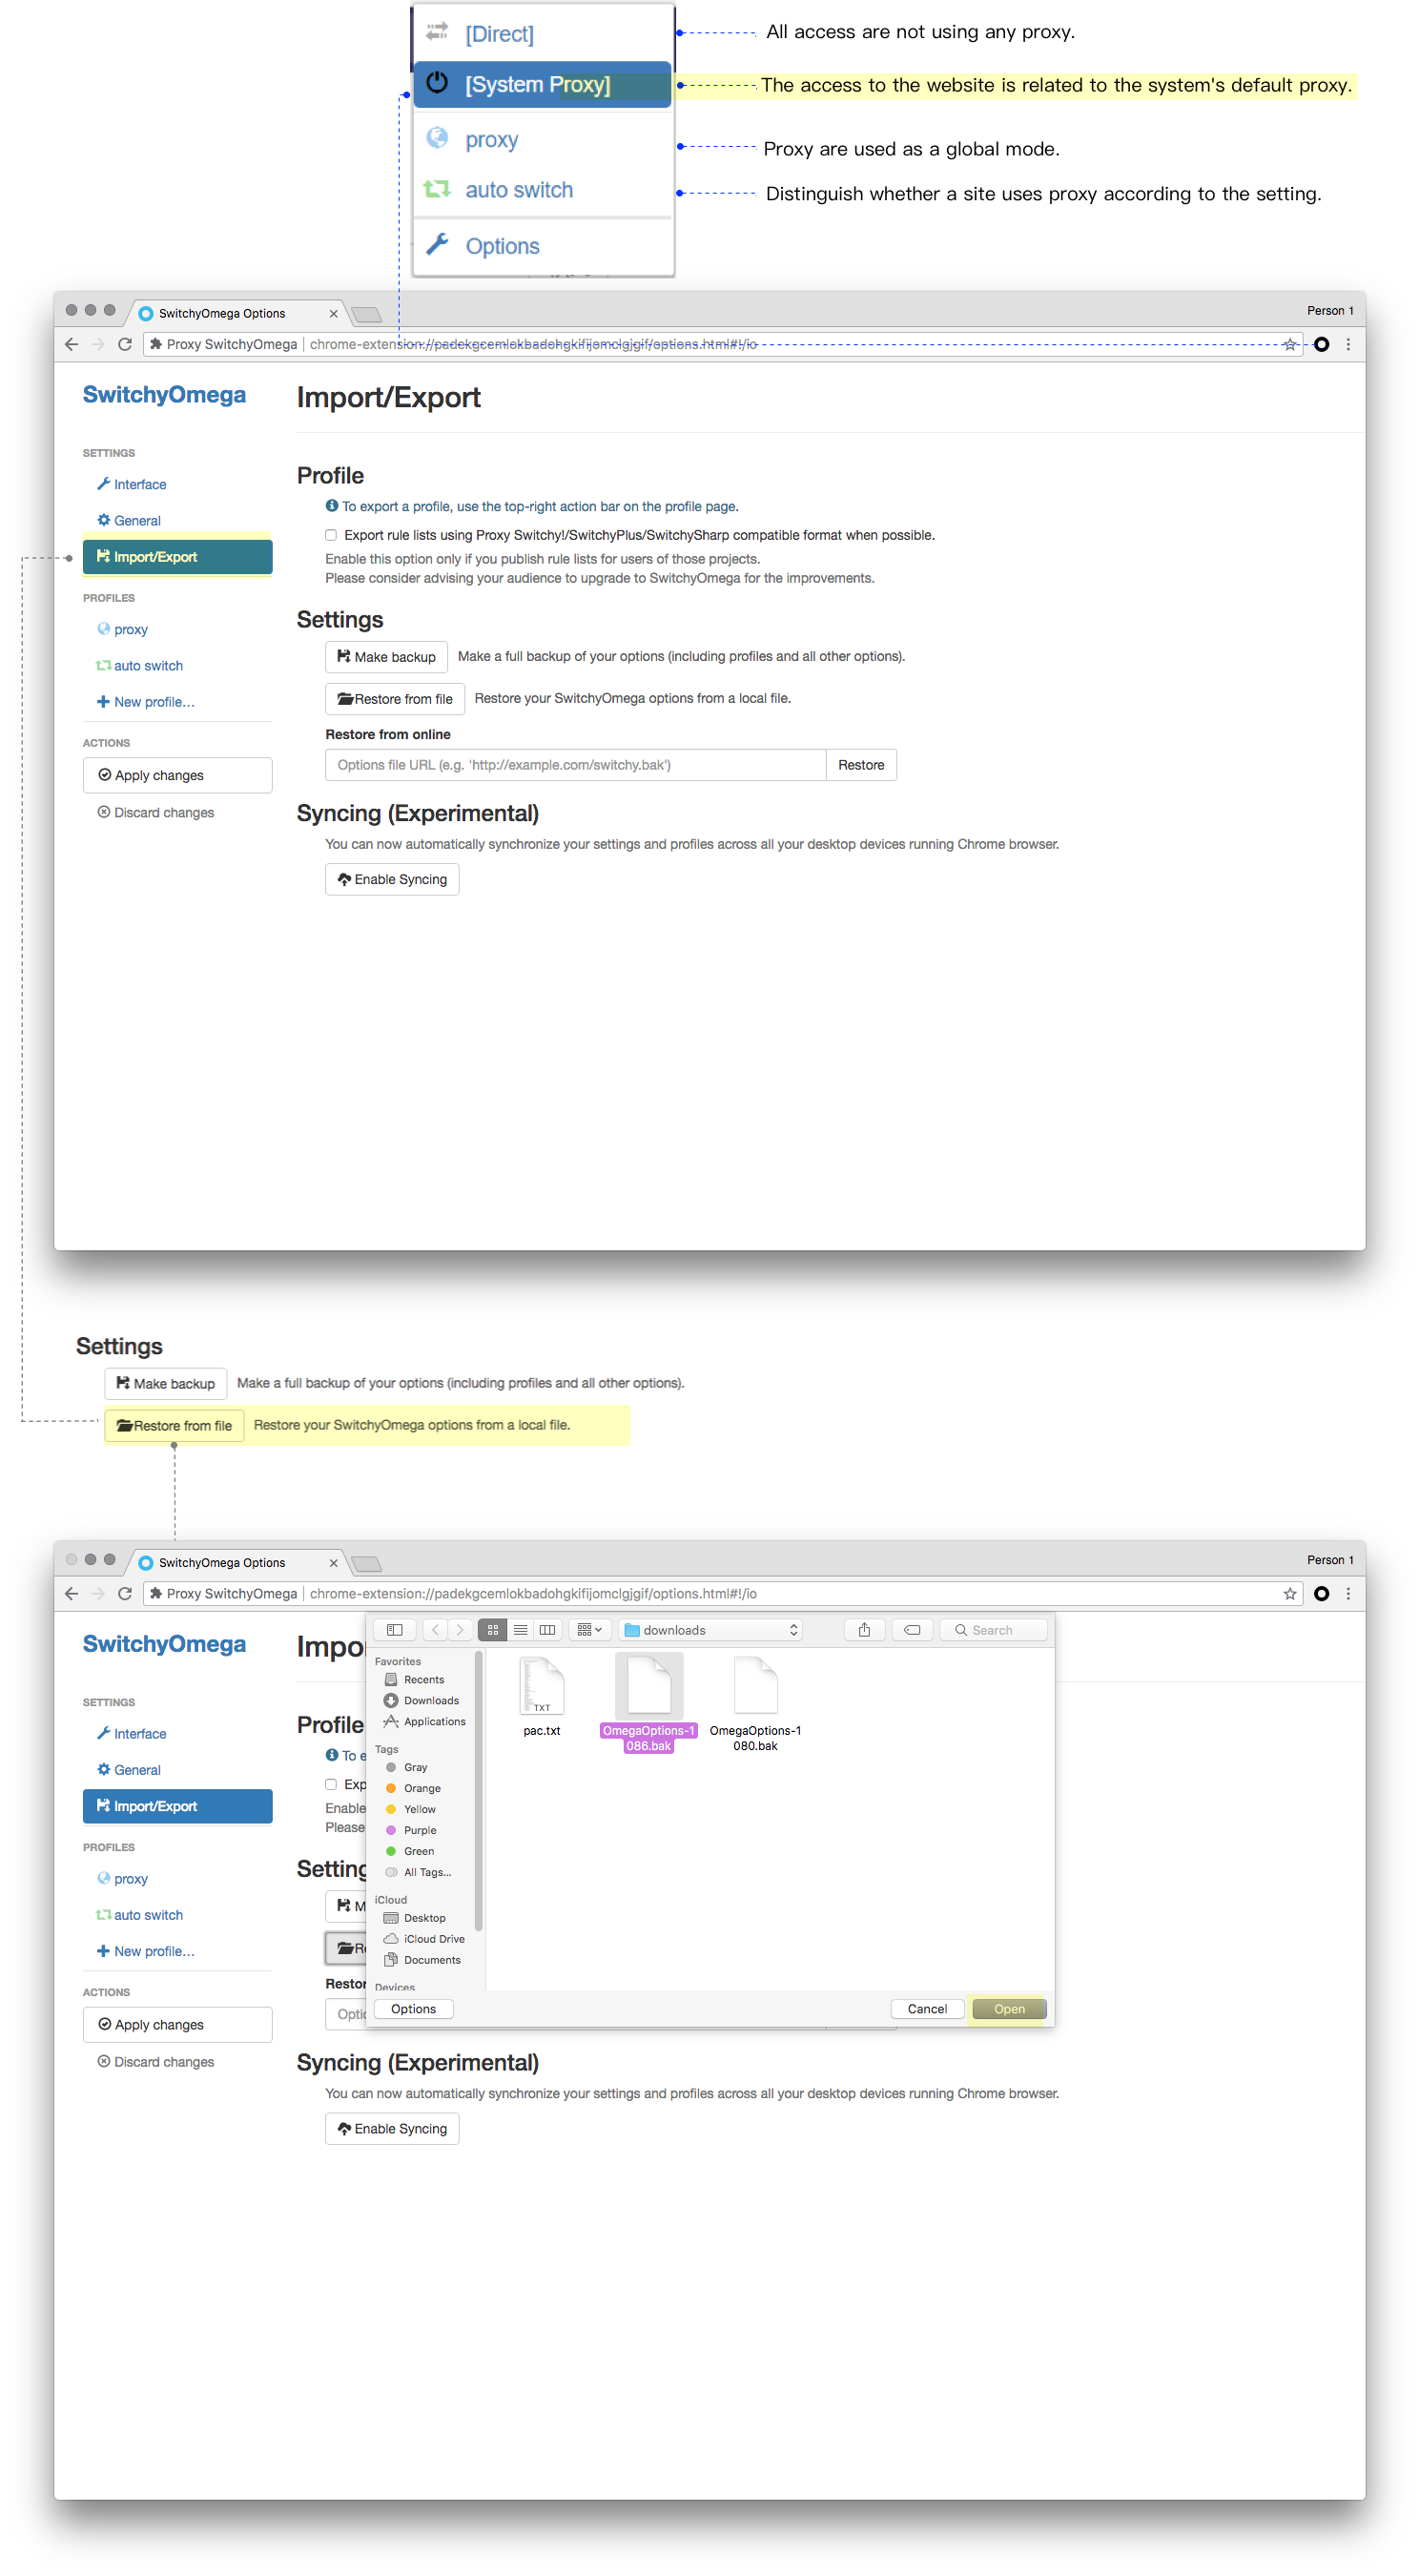 [Direct]
All access are not using any proxy.
[System Proxy]
The access to the website is related to the system's default proxy.
proxy
Proxy are used as a global mode.
auto switch
Distinguish whether a site uses proxy according to the setting.
Options
SwitchyOmega Options
Person 1
Proxy SwitchyOmega | chrome-extension://padekgcemlokbadohgkifijomclgjgif/options.html#!/io
SwitchyOmega
Import/Export
SETTINGS
Interface
General
Import/Export
PROFILES
proxy
auto switch
New profile...
ACTIONS
Apply changes
Discard changes
Profile
To export a profile, use the top-right action bar on the profile page.
Export rule lists using Proxy Switchy!/SwitchyPlus/SwitchySharp compatible format when possible.
Enable this option only if you publish rule lists for users of those projects.
Please consider advising your audience to upgrade to SwitchyOmega for the improvements.
Settings
Make backup Make a full backup of your options (including profiles and all other options).
Restore from file Restore your SwitchyOmega options from a local file.
Restore from online
Options file URL (e.g. 'http://example.com/switchy.bak') Restore
Syncing (Experimental)
You can now automatically synchronize your settings and profiles across all your desktop devices running Chrome browser.
Enable Syncing
Settings
Make backup Make a full backup of your options (including profiles and all other options).
Restore from file Restore your SwitchyOmega options from a local file.
SwitchyOmega Options
Person 1
Proxy SwitchyOmega | chrome-extension://padekgcemlokbadohgkifijomclgjgif/options.html#!/io
SwitchyOmega
Impo
SETTINGS
Interface
General
Import/Export
PROFILES
proxy
auto switch
New profile...
ACTIONS
Apply changes
Discard changes
Profile
To e
Exp
Enable
Please
Setting
M
Re
Restor
Optio
downloads
Search
Favorites
Recents
Downloads
Applications
Tags
Gray
Orange
Yellow
Purple
Green
All Tags...
iCloud
Desktop
iCloud Drive
Documents
Devices
TXT
pac.txt
OmegaOptions-1
086.bak
OmegaOptions-1
080.bak
Options
Cancel
Open
Syncing (Experimental)
You can now automatically synchronize your settings and profiles across all your desktop devices running Chrome browser.
Enable Syncing